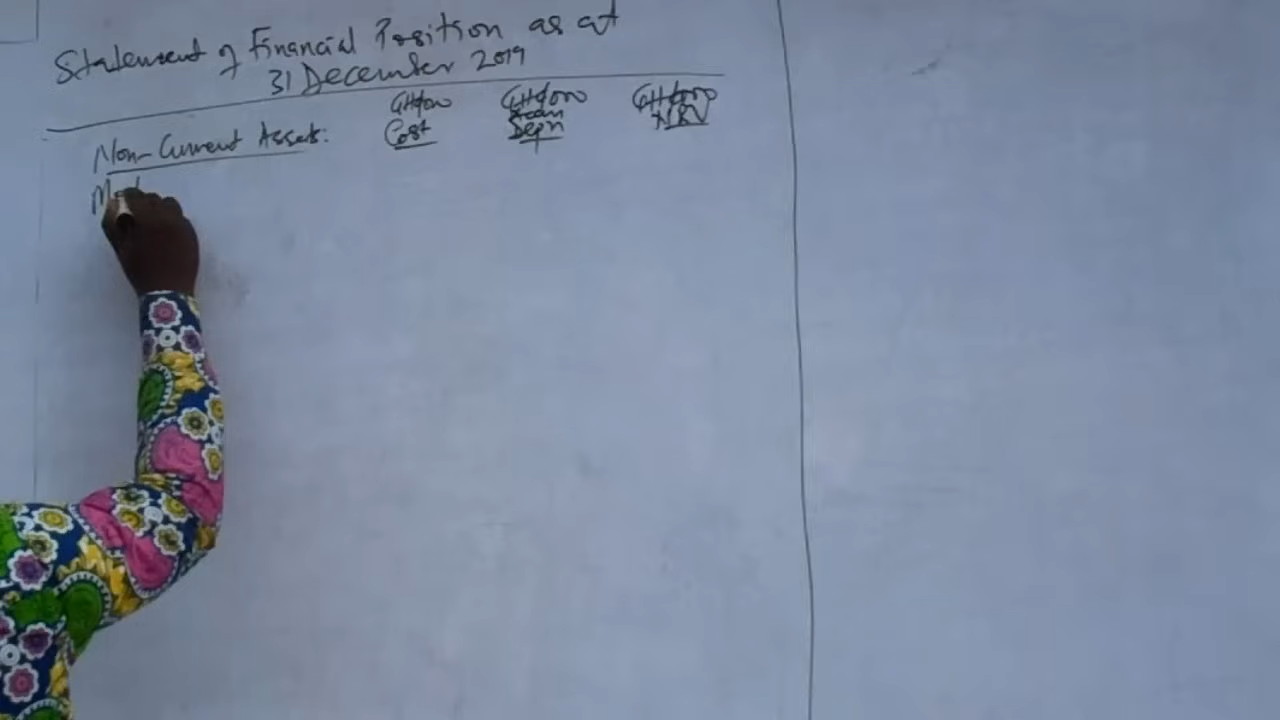 Statement of Financial Position as at
31 December 2019
GH¢000 GH¢000 GH¢000
Non-Current Assets: Cost Depn NBV